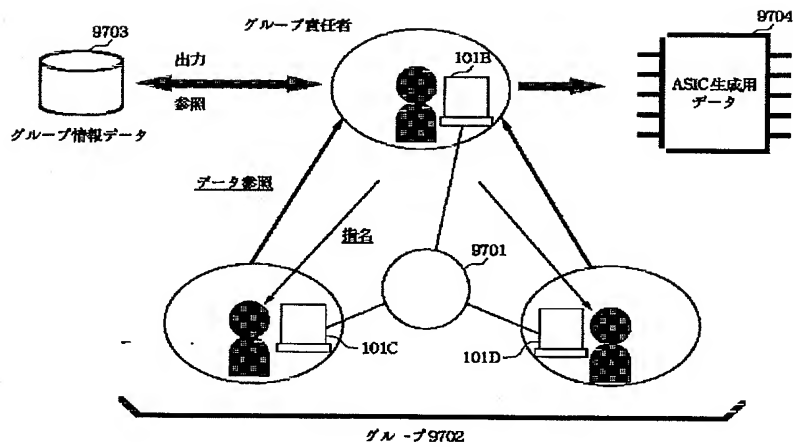 9703
グループ責任者
9704
出力
参照
101B
ASIC生成用
データ
グループ情報データ
データ参照
指名
9701
101C
101D
グル-プ9702